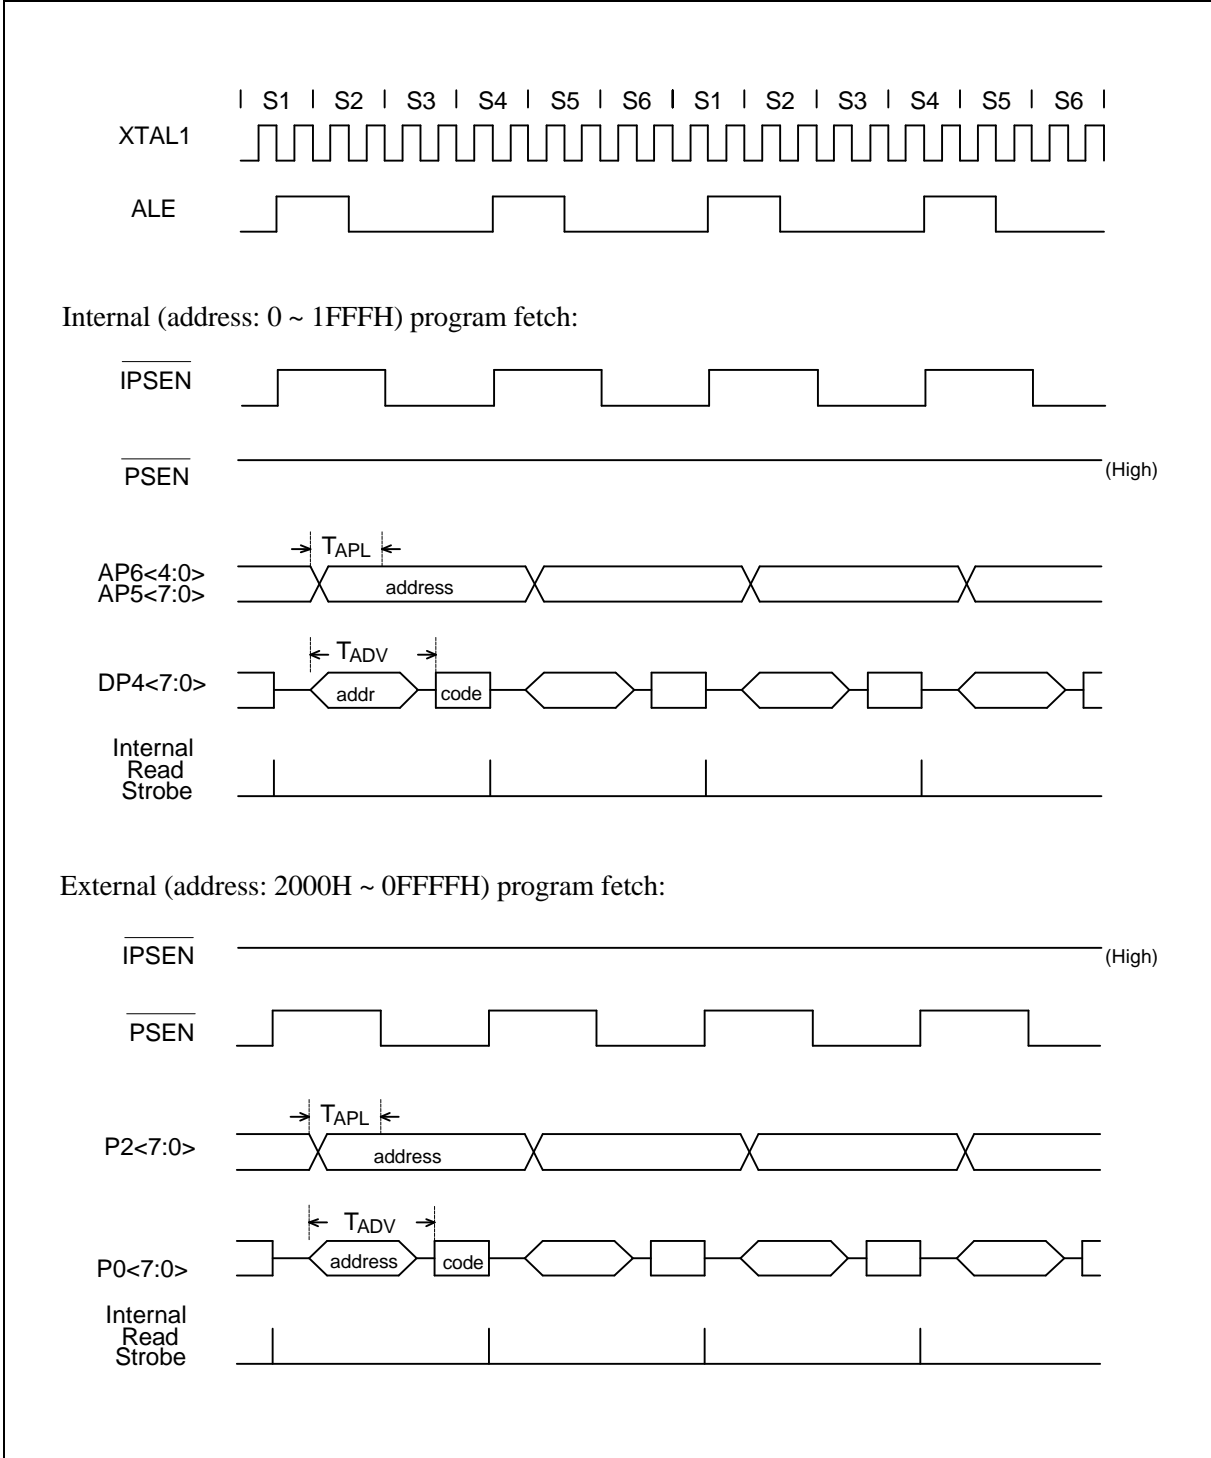 S1 S2 S3 S4 S5 S6 S1 S2 S3 S4 S5 S6
XTAL1
ALE
Internal (address: 0 ~ 1FFFH) program fetch:
IPSEN
PSEN
(High)
TAPL
AP6<4:0>
AP5<7:0>
address
TADV
DP4<7:0>
addr
code
Internal
Read
Strobe
External (address: 2000H ~ 0FFFFH) program fetch:
IPSEN
(High)
PSEN
TAPL
P2<7:0>
address
TADV
P0<7:0>
address
code
Internal
Read
Strobe